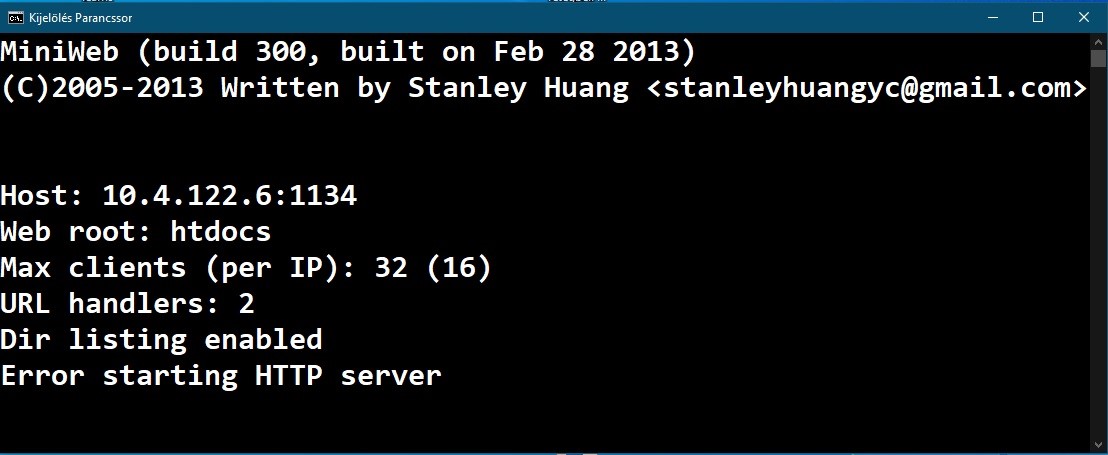 Kijelölés Parancssor
MiniWeb (build 300, built on Feb 28 2013)
(C)2005-2013 Written by Stanley Huang <stanleyhuangyc@gmail.com>
Host: 10.4.122.6:1134
Web root: htdocs
Max clients (per IP): 32 (16)
URL handlers: 2
Dir listing enabled
Error starting HTTP server